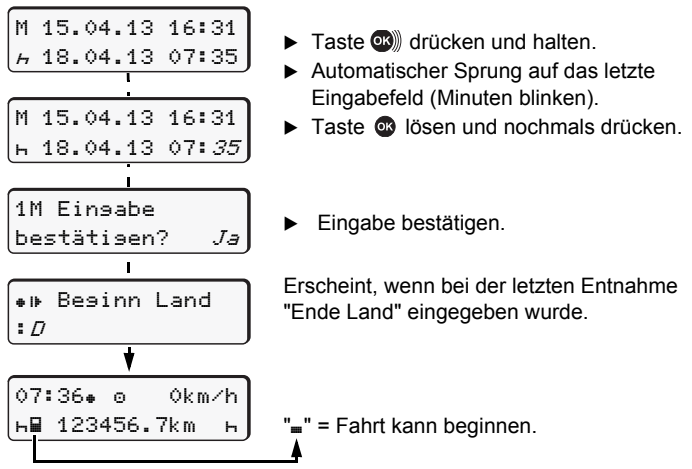 M 15.04.13 16:31
18.04.13 07:35
▶ Taste OK drücken und halten.
▶ Automatischer Sprung auf das letzte
Eingabefeld (Minuten blinken).
M 15.04.13 16:31
18.04.13 07:35
▶ Taste OK lösen und nochmals drücken.
1M Eingabe
bestätigen? Ja
▶ Eingabe bestätigen.
Beginn Land
:D
Erscheint, wenn bei der letzten Entnahme
"Ende Land" eingegeben wurde.
07:36 0km/h
123456.7km
" " = Fahrt kann beginnen.